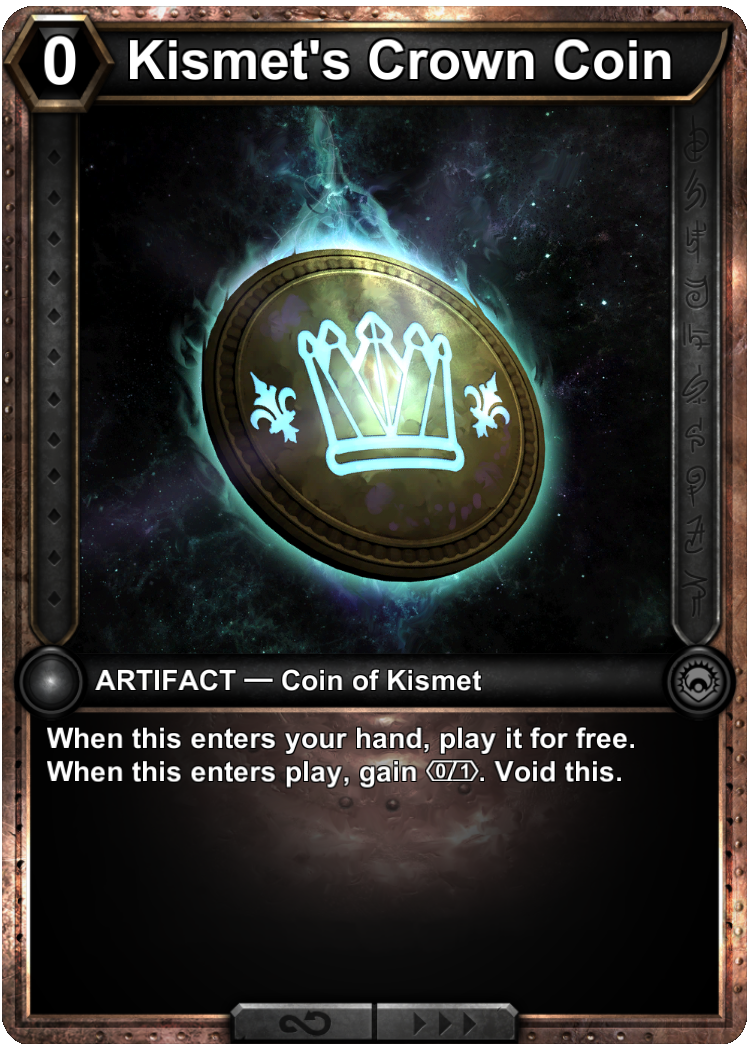 0
Kismet's Crown Coin
ARTIFACT — Coin of Kismet
When this enters your hand, play it for free.
When this enters play, gain 0/1. Void this.